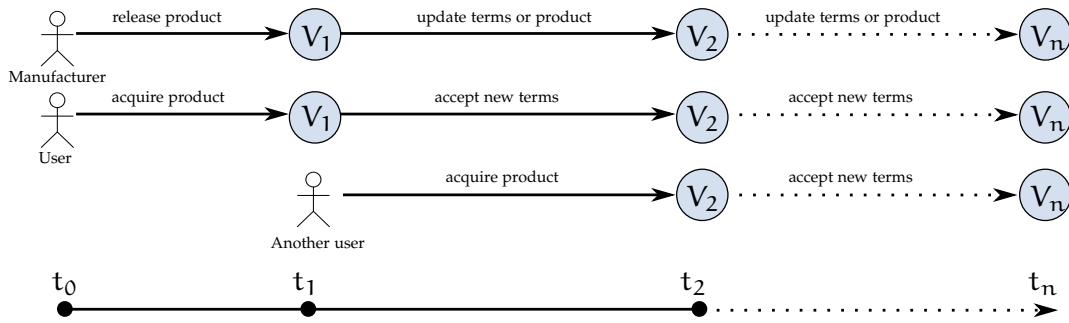 release product
update terms or product
update terms or product
V1
V2
Vn
Manufacturer
acquire product
accept new terms
accept new terms
V1
V2
Vn
User
acquire product
accept new terms
V2
Vn
Another user
t0
t1
t2
tn